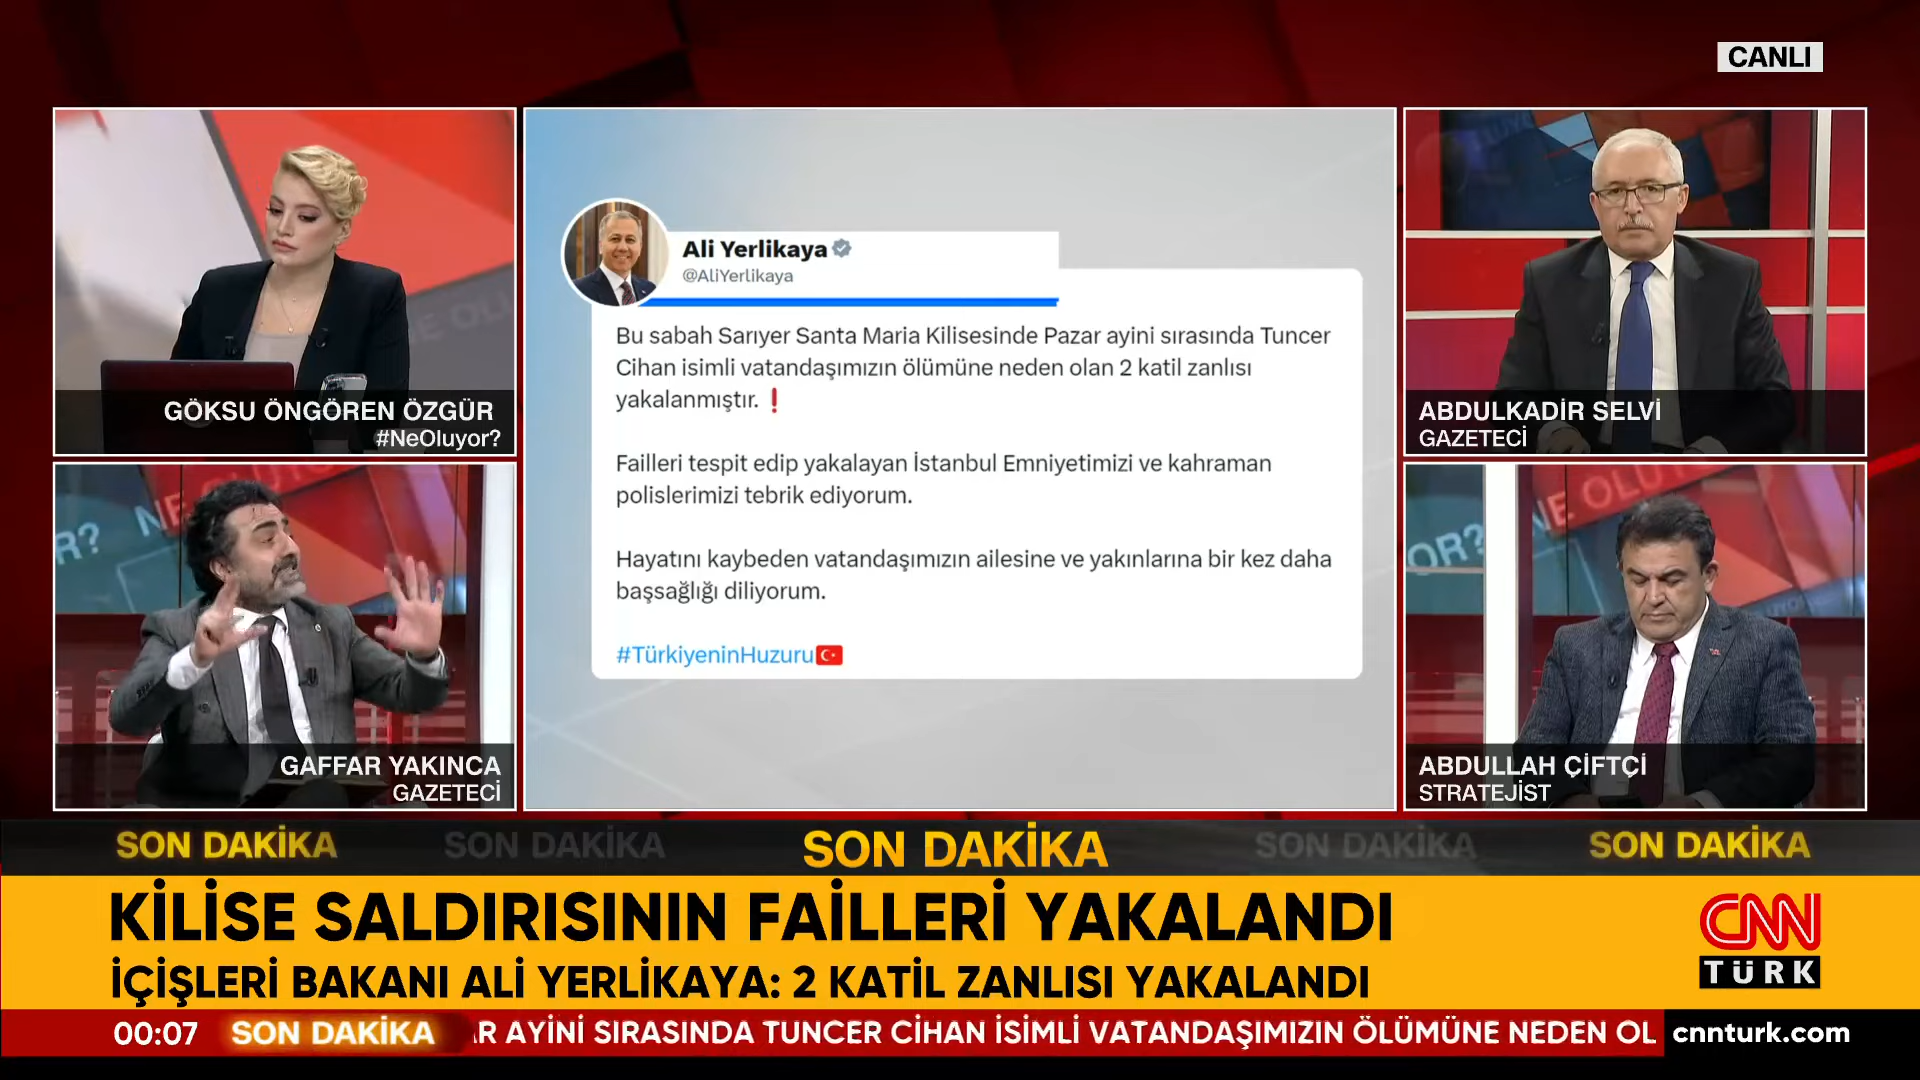 CANLI
GÖKSU ÖNGÖREN ÖZGÜR
#NeOluyor?
Ali Yerlikaya
@AliYerlikaya
Bu sabah Sarıyer Santa Maria Kilisesinde Pazar ayini sırasında Tuncer
Cihan isimli vatandaşımızın ölümüne neden olan 2 katil zanlısı
yakalanmıştır. ❗
Failleri tespit edip yakalayan İstanbul Emniyetimizi ve kahraman
polislerimizi tebrik ediyorum.
Hayatını kaybeden vatandaşımızın ailesine ve yakınlarına bir kez daha
başsağlığı diliyorum.
#TürkiyeninHuzuru🇹🇷
ABDULKADİR SELVİ
GAZETECİ
GAFFAR YAKINCA
GAZETECİ
ABDULLAH ÇİFTÇİ
STRATEJİST
SON DAKİKA SON DAKİKA SON DAKİKA SON DAKİKA SON DAKİKA
KİLİSE SALDIRISININ FAİLLERİ YAKALANDI
İÇİŞLERİ BAKANI ALİ YERLİKAYA: 2 KATİL ZANLISI YAKALANDI
CNN
TÜRK
00:07 SON DAKİKA AR AYİNİ SIRASINDA TUNCER CİHAN İSİMLİ VATANDAŞIMIZIN ÖLÜMÜNE NEDEN OL cnnturk.com